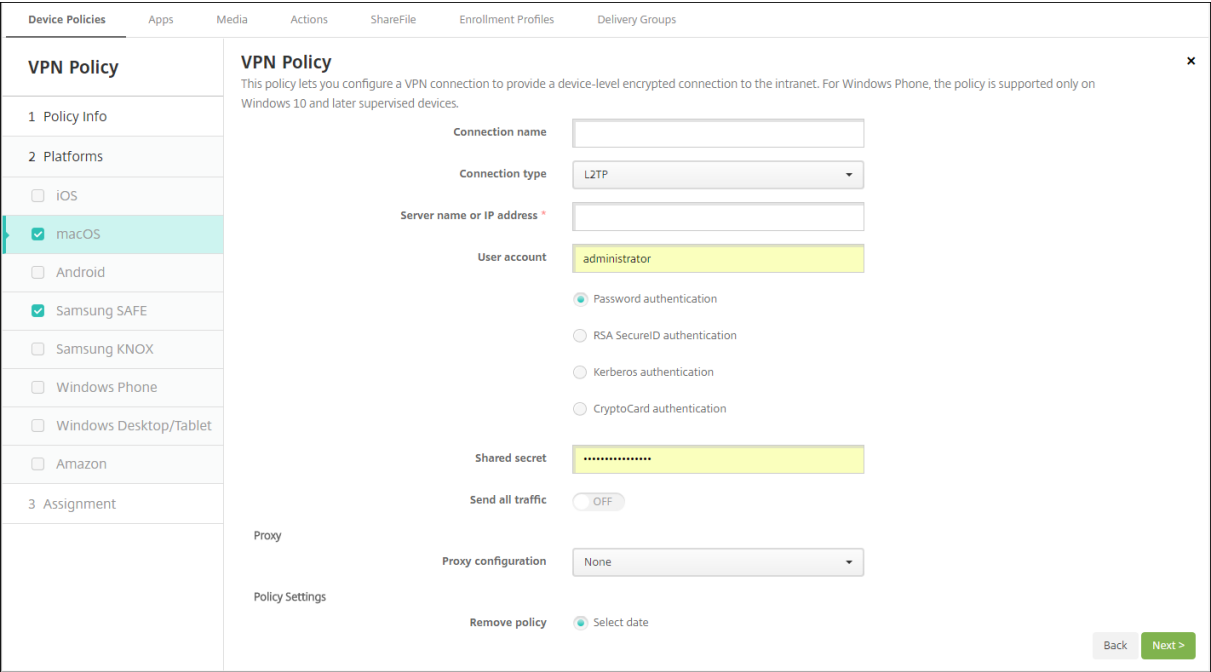 Device Policies
Apps
Media
Actions
ShareFile
Enrollment Profiles
Delivery Groups
VPN Policy
1 Policy Info
2 Platforms
iOS
macOS
Android
Samsung SAFE
Samsung KNOX
Windows Phone
Windows Desktop/Tablet
Amazon
3 Assignment
VPN Policy
This policy lets you configure a VPN connection to provide a device-level encrypted connection to the intranet. For Windows Phone, the policy is supported only on
Windows 10 and later supervised devices.
Connection name
Connection type
L2TP
Server name or IP address *
User account
administrator
Password authentication
RSA SecureID authentication
Kerberos authentication
CryptoCard authentication
Shared secret
••••••••••••••••
Send all traffic
OFF
Proxy
Proxy configuration
None
Policy Settings
Remove policy
Select date
Back
Next >